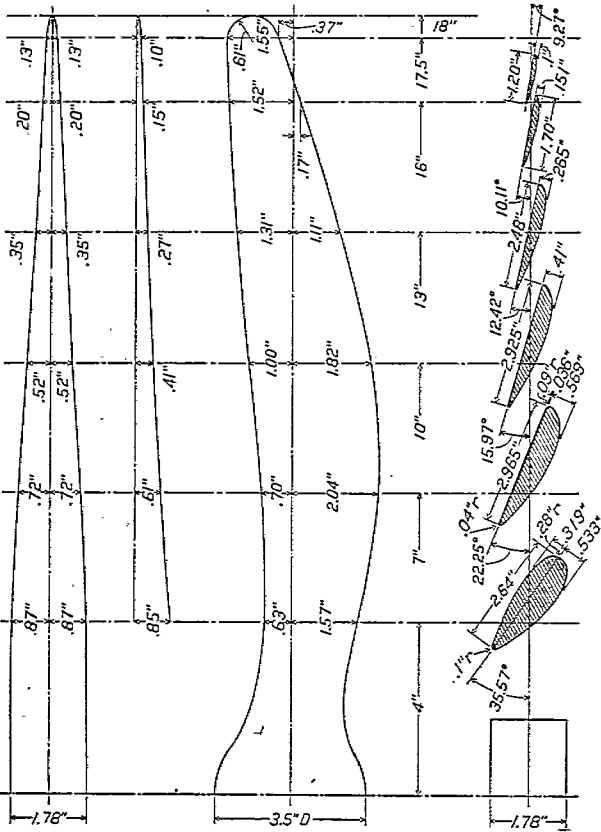 .13" .13" .10" .61" 1.55" .37" 18" 9.27°
.20" .20" .15" 1.52" 17.5" 1.20" .1" .151"
.17" 16" 1.70" .265"
.35" .35" .27" 1.31" 1.11" 10.11° 2.48" .41"
13" 12.42° 2.925"
.52" .52" .41" 1.00" 1.82" .09"r .036" .569"
10" 15.97° 2.965"
.72" .72" .61" .70" 2.04" .04"r .28"r .319" .533"
7" 22.25° 2.64"
.87" .87" .85" .63" 1.57" .1"r
4" 35.57°
1.78" 3.5"D 1.78"